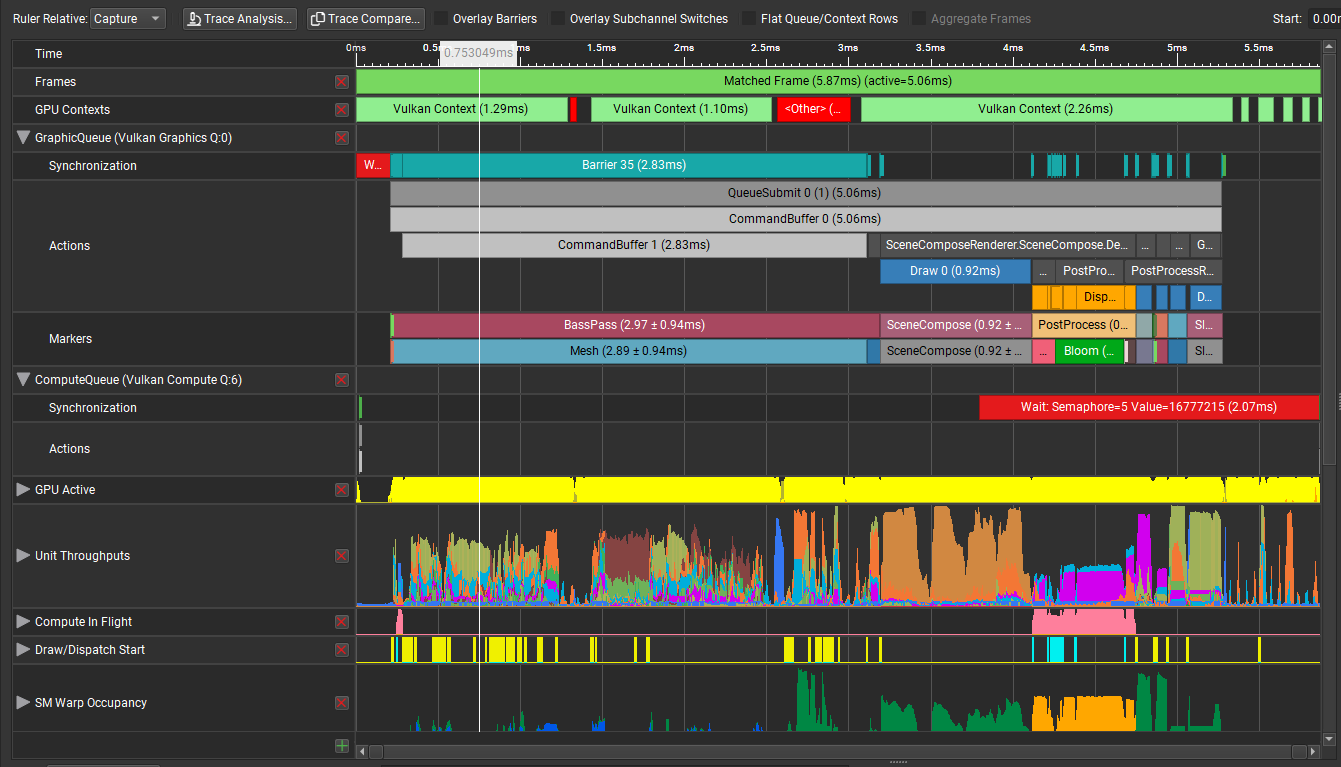 Ruler Relative: Capture Trace Analysis... Trace Compare... Overlay Barriers Overlay Subchannel Switches Flat Queue/Context Rows Aggregate Frames Start: 0.00
Time 0ms 0.5 0.753049ms 1.5ms 2ms 2.5ms 3ms 3.5ms 4ms 4.5ms 5ms 5.5ms
Frames Matched Frame (5.87ms) (active=5.06ms)
GPU Contexts Vulkan Context (1.29ms) Vulkan Context (1.10ms) <Other> (... Vulkan Context (2.26ms)
GraphicQueue (Vulkan Graphics Q:0)
Synchronization W... Barrier 35 (2.83ms)
QueueSubmit 0 (1) (5.06ms)
CommandBuffer 0 (5.06ms)
Actions CommandBuffer 1 (2.83ms) SceneComposeRenderer.SceneCompose.De... ... ... G...
Draw 0 (0.92ms) ... PostPro... PostProcessR...
Disp... D...
Markers BassPass (2.97 ± 0.94ms) SceneCompose (0.92 ± ... PostProcess (0... Sl...
Mesh (2.89 ± 0.94ms) SceneCompose (0.92 ± ... ... Bloom (... Sl...
ComputeQueue (Vulkan Compute Q:6)
Synchronization Wait: Semaphore=5 Value=16777215 (2.07ms)
Actions
GPU Active
Unit Throughputs
Compute In Flight
Draw/Dispatch Start
SM Warp Occupancy